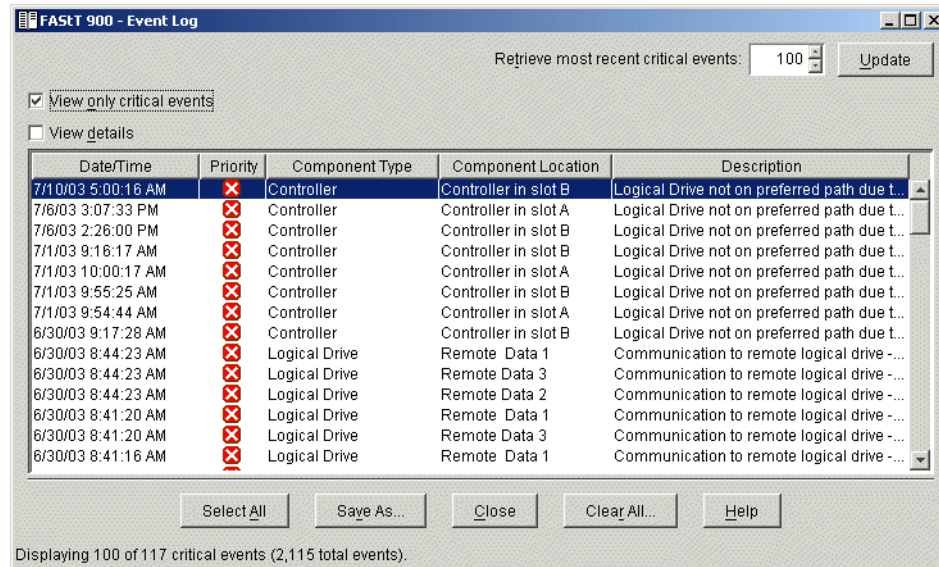 FAStT 900 - Event Log
Retrieve most recent critical events: 100 Update
View only critical events
View details
Date/Time Priority Component Type Component Location Description
7/10/03 5:00:16 AM Controller Controller in slot B Logical Drive not on preferred path due t...
7/6/03 3:07:33 PM Controller Controller in slot A Logical Drive not on preferred path due t...
7/6/03 2:26:00 PM Controller Controller in slot B Logical Drive not on preferred path due t...
7/1/03 9:16:17 AM Controller Controller in slot B Logical Drive not on preferred path due t...
7/1/03 10:00:17 AM Controller Controller in slot A Logical Drive not on preferred path due t...
7/1/03 9:55:25 AM Controller Controller in slot B Logical Drive not on preferred path due t...
7/1/03 9:54:44 AM Controller Controller in slot A Logical Drive not on preferred path due t...
6/30/03 9:17:28 AM Controller Controller in slot B Logical Drive not on preferred path due t...
6/30/03 8:44:23 AM Logical Drive Remote Data 1 Communication to remote logical drive -...
6/30/03 8:44:23 AM Logical Drive Remote Data 3 Communication to remote logical drive -...
6/30/03 8:44:23 AM Logical Drive Remote Data 2 Communication to remote logical drive -...
6/30/03 8:41:20 AM Logical Drive Remote Data 1 Communication to remote logical drive -...
6/30/03 8:41:20 AM Logical Drive Remote Data 3 Communication to remote logical drive -...
6/30/03 8:41:16 AM Logical Drive Remote Data 1 Communication to remote logical drive -...
Select All Save As... Close Clear All... Help
Displaying 100 of 117 critical events (2,115 total events).